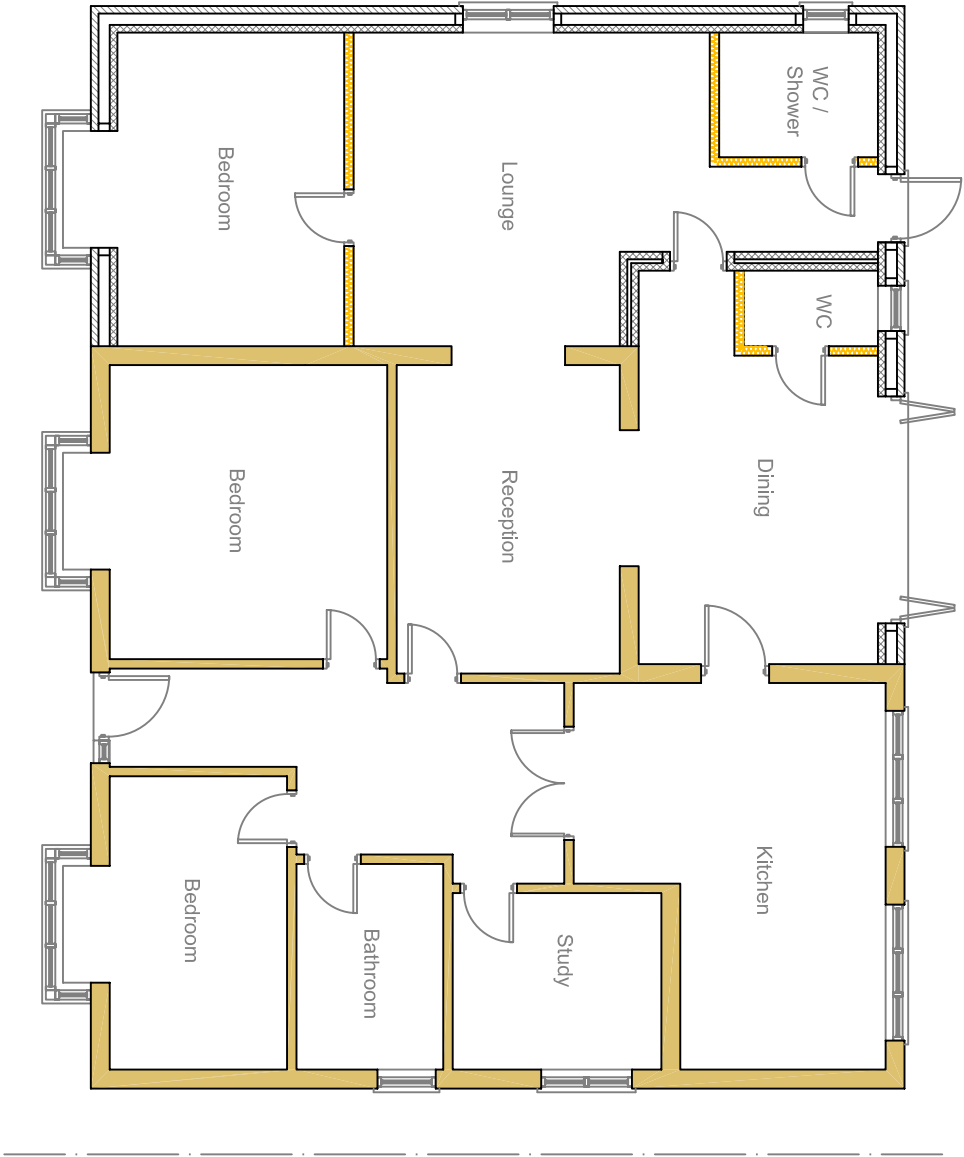 WC /
Shower
Bedroom
Lounge
WC
Bedroom
Reception
Dining
Kitchen
Bedroom
Bathroom
Study